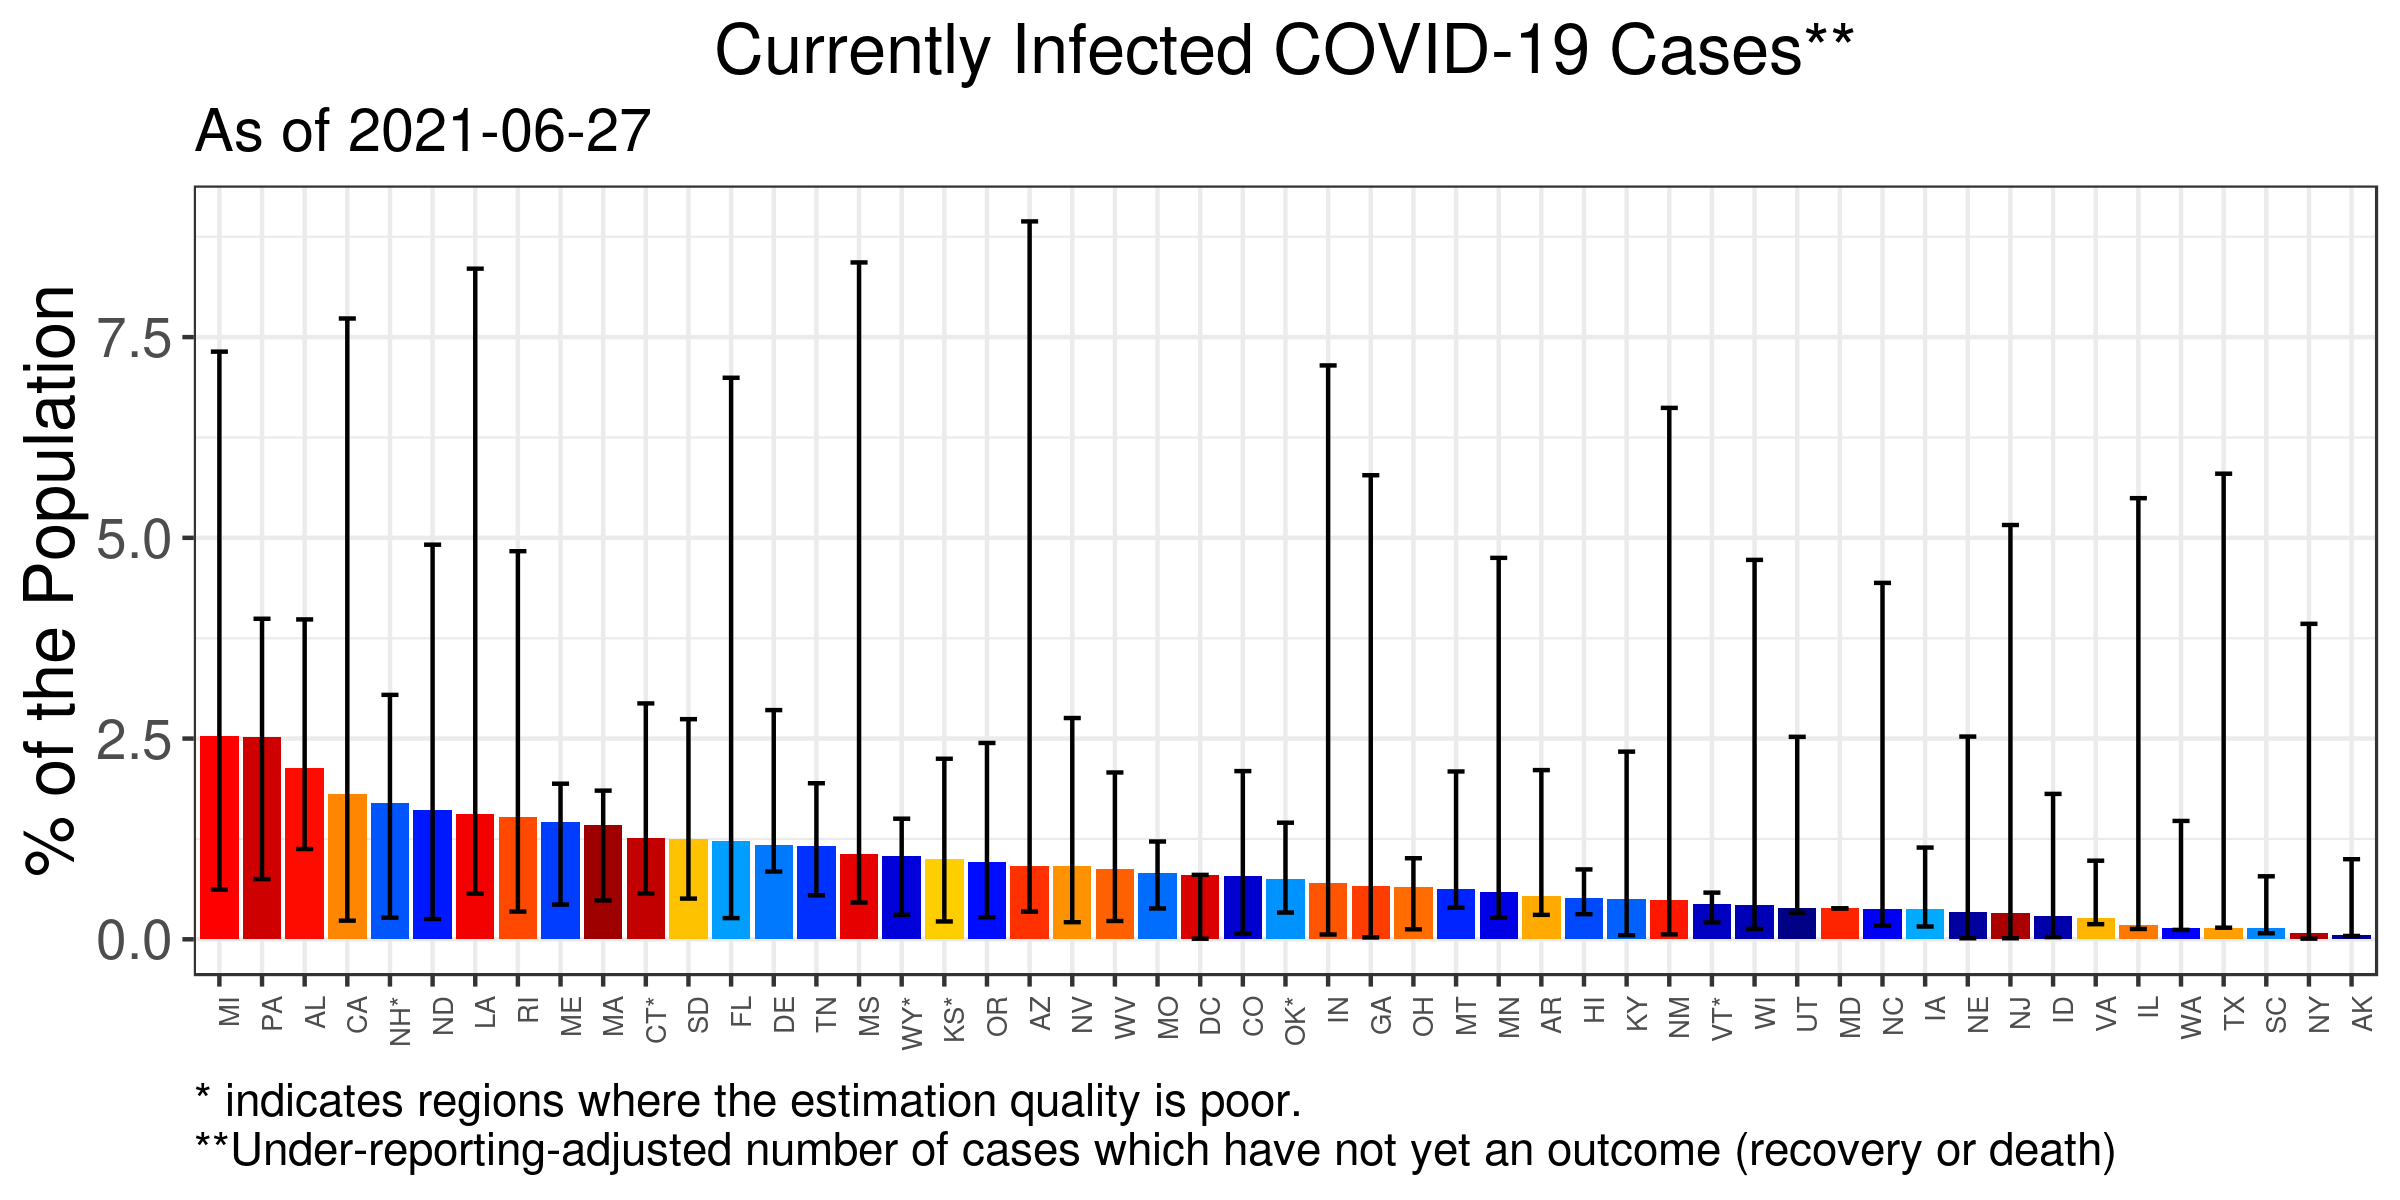 Currently Infected COVID-19 Cases**
As of 2021-06-27
% of the Population
7.5
5.0
2.5
0.0
MI PA AL CA NH* ND LA RI ME MA CT* SD FL DE TN MS WY* KS* OR AZ NV WV MO DC CO OK* IN GA OH MT MN AR HI KY NM VT* WI UT MD NC IA NE NJ ID VA IL WA TX SC NY AK
* indicates regions where the estimation quality is poor.
**Under-reporting-adjusted number of cases which have not yet an outcome (recovery or death)